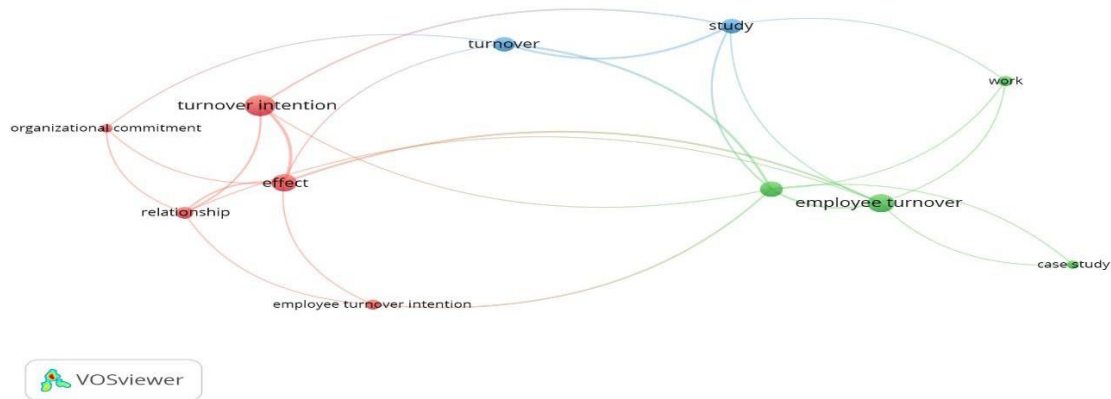 study
turnover
work
turnover intention
organizational commitment
effect
employee turnover
relationship
case study
employee turnover intention
VOSviewer